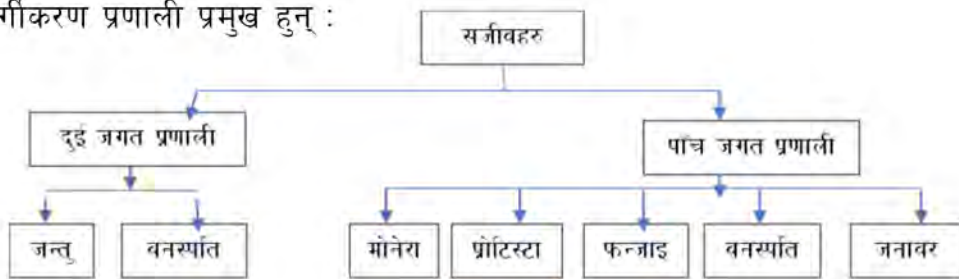 र्गीकरण प्रणाली प्रमुख हुन् :
सजीवहरु
दुई जगत प्रणाली
पाँच जगत प्रणाली
जन्तु
वनस्पति
मोनेरा
प्रोटिस्टा
फन्जाइ
वनस्पति
जनावर